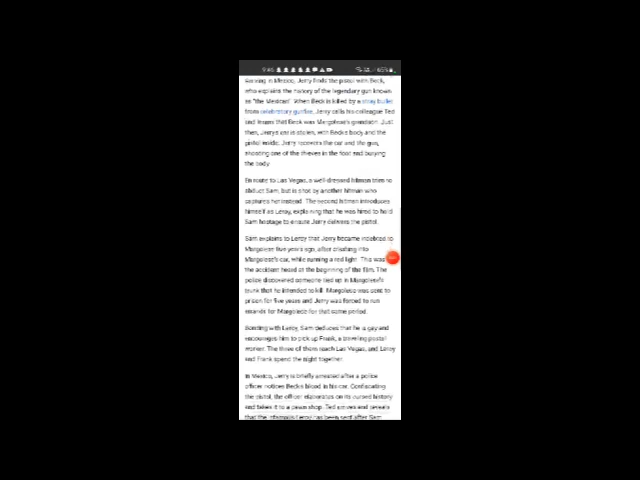 Arriving in Mexico, Jerry finds the pistol with Beck,
who explains the history of the legendary gun known
as "the Mexican". When Beck is killed by a stray bullet
from celebratory gunfire, Jerry calls his colleague Ted
and learns that Beck was Margolese's grandson. Just
then, Jerry's car is stolen, with Beck's body and the
pistol inside. Jerry recovers the car and the gun,
shooting one of the thieves in the foot and burying
the body.
En route to Las Vegas, a well-dressed hitman tries to
abduct Sam, but is shot by another hitman who
captures her instead. The second hitman introduces
himself as Leroy, explaining that he was hired to hold
Sam hostage to ensure Jerry delivers the pistol.
Sam explains to Leroy that Jerry became indebted to
Margolese five years ago, after crashing into
Margolese's car, while running a red light. This was
the accident heard at the beginning of the film. The
police discovered someone tied up in Margolese's
trunk that he intended to kill. Margolese was sent to
prison for five years and Jerry was forced to run
errands for Margolese for that same period.
Bonding with Leroy, Sam deduces that he is gay and
encourages him to pick up Frank, a traveling postal
worker. The three of them reach Las Vegas, and Leroy
and Frank spend the night together.
In Mexico, Jerry is briefly arrested after a police
officer notices Beck's blood in his car. Confiscating
the pistol, the officer elaborates on its cursed history
and takes it to a pawn shop. Ted arrives and reveals
that the infamous Leroy has been sent after Sam